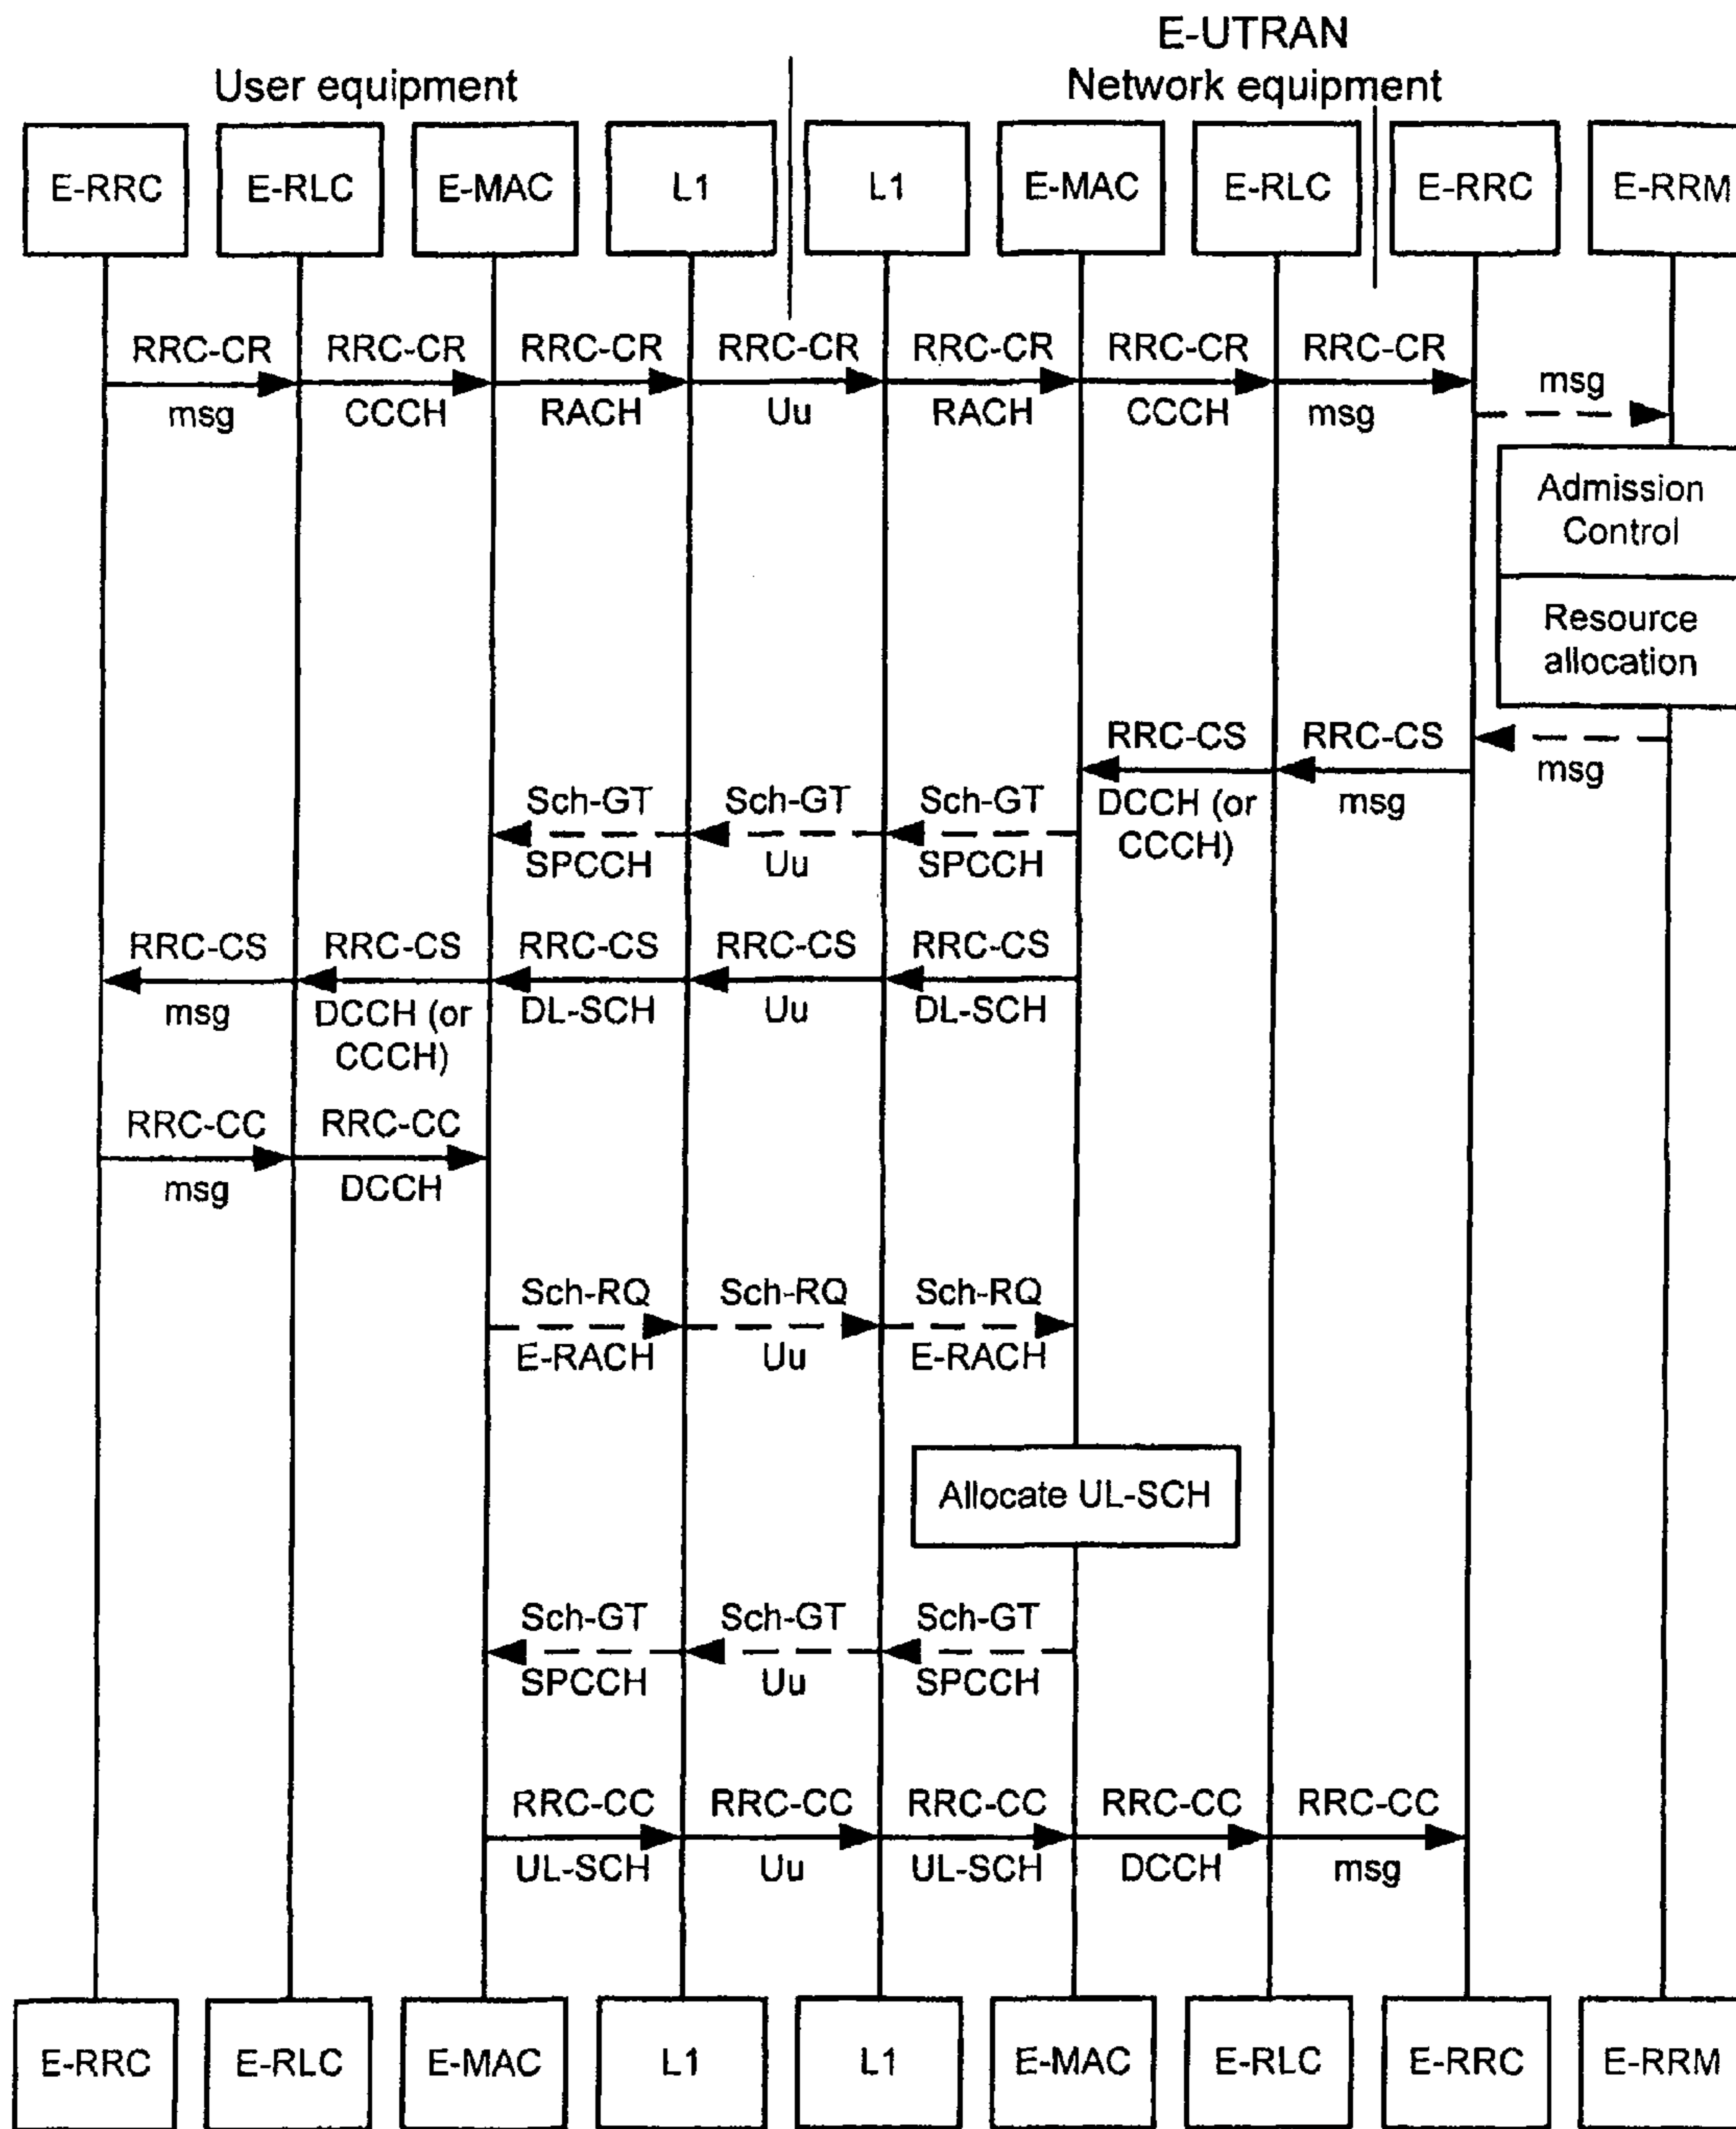 E-UTRAN
User equipment
Network equipment
E-RRC
E-RLC
E-MAC
L1
L1
E-MAC
E-RLC
E-RRC
E-RRM
RRC-CR RRC-CR RRC-CR RRC-CR RRC-CR RRC-CR RRC-CR
msg
msg CCCH RACH Uu RACH CCCH msg
Admission
Control
Resource
allocation
RRC-CS RRC-CS
msg
DCCH (or
CCCH)
msg
Sch-GT Sch-GT Sch-GT
SPCCH Uu SPCCH
RRC-CS RRC-CS RRC-CS RRC-CS RRC-CS
msg
DCCH (or
CCCH)
DL-SCH Uu DL-SCH
RRC-CC RRC-CC
msg DCCH
Sch-RQ Sch-RQ Sch-RQ
E-RACH Uu E-RACH
Allocate UL-SCH
Sch-GT Sch-GT Sch-GT
SPCCH Uu SPCCH
RRC-CC RRC-CC RRC-CC RRC-CC RRC-CC
UL-SCH Uu UL-SCH DCCH msg
E-RRC
E-RLC
E-MAC
L1
L1
E-MAC
E-RLC
E-RRC
E-RRM